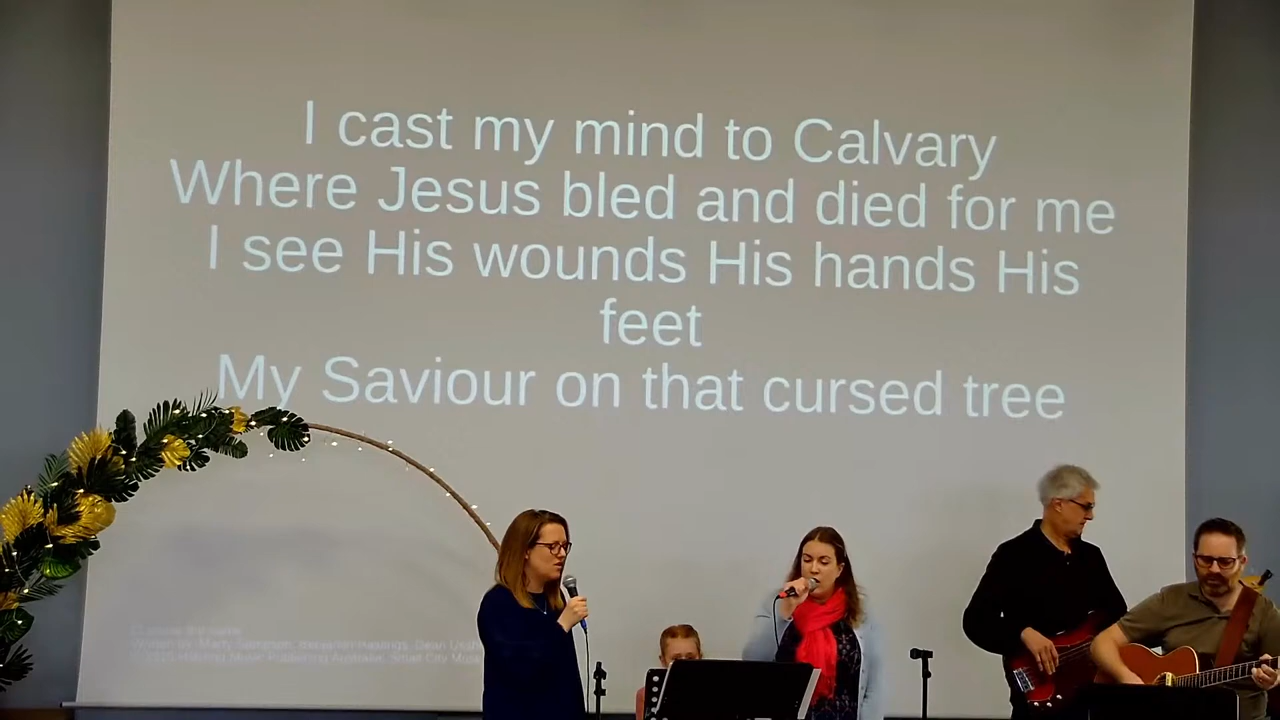 I cast my mind to Calvary
Where Jesus bled and died for me
I see His wounds His hands His
feet
My Saviour on that cursed tree